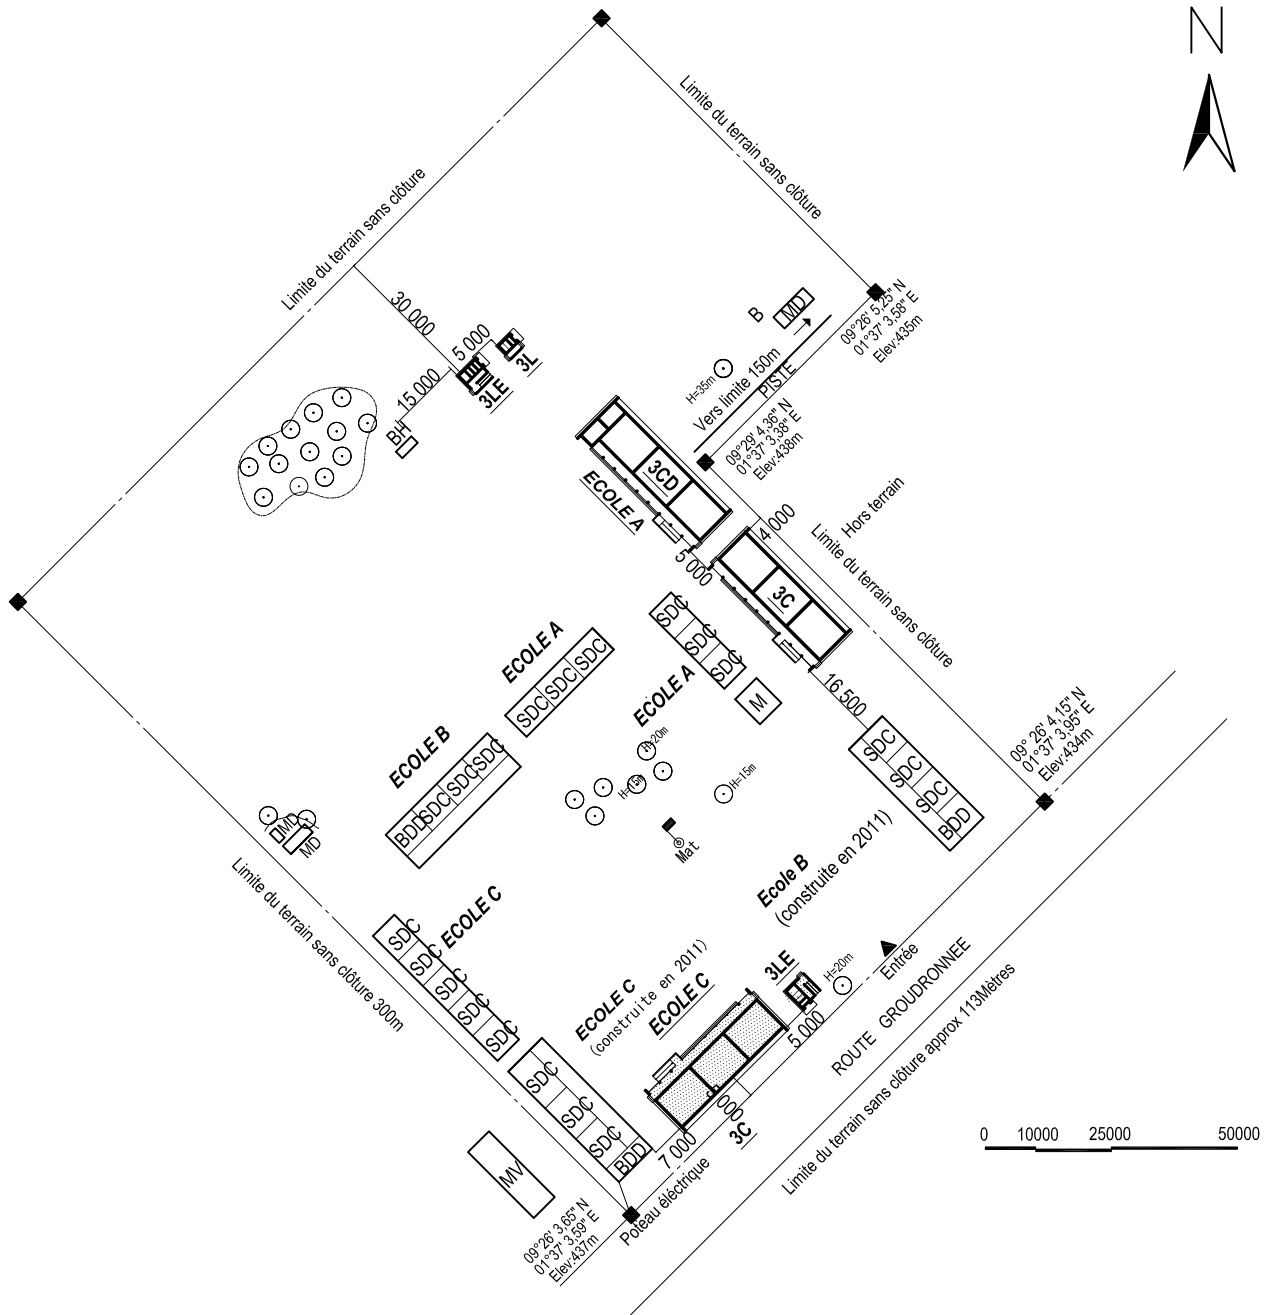 N
Limite du terrain sans clôture
Limite du terrain sans clôture
30 000
5 000
3L
3LE
15 000
BH
B
MD
09°26' 5,25" N
01°37' 3,58" E
Elev:435m
H=35m
Vers limite 150m
PISTE
09°29' 4,36" N
01°37' 3,38" E
Elev:438m
3CD
ECOLE A
4 000
Hors terrain
Limite du terrain sans clôture
5 000
3C
SDC
SDC
SDC
M
ECOLE A
ECOLE A
SDC
SDC
SDC
16 500
09° 26' 4,15" N
01°37' 3,95" E
Elev:434m
SDC
SDC
SDC
BDD
ECOLE B
BDD
SDC
SDC
SDC
H=20m
H=15m
H=15m
Mat
MD
MD
Limite du terrain sans clôture 300m
Ecole B
(construite en 2011)
ECOLE C
SDC
SDC
SDC
SDC
SDC
ECOLE C
(construite en 2011)
ECOLE C
3LE
H=20m
Entrée
5 000
ROUTE GROUDRONNEE
Limite du terrain sans clôture approx 113Mètres
SDC
SDC
SDC
BDD
MV
7 000
3C
Poteau éléctrique
09°26' 3,65" N
01°37' 3,59" E
Elev:437m
0 10000 25000 50000